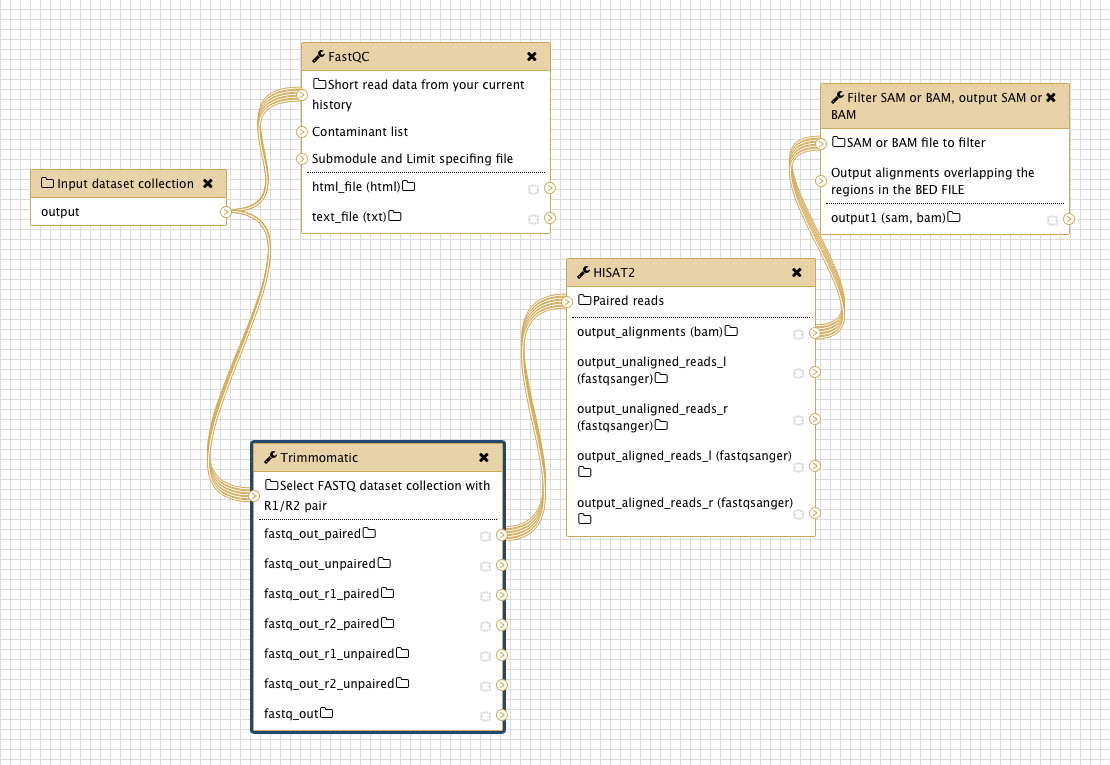 FastQC
Short read data from your current
history
Contaminant list
Submodule and Limit specifing file
html_file (html)
text_file (txt)
Input dataset collection
output
Filter SAM or BAM, output SAM or
BAM
SAM or BAM file to filter
Output alignments overlapping the
regions in the BED FILE
output1 (sam, bam)
HISAT2
Paired reads
output_alignments (bam)
output_unaligned_reads_l
(fastqsanger)
output_unaligned_reads_r
(fastqsanger)
output_aligned_reads_l (fastqsanger)
output_aligned_reads_r (fastqsanger)
Trimmomatic
Select FASTQ dataset collection with
R1/R2 pair
fastq_out_paired
fastq_out_unpaired
fastq_out_r1_paired
fastq_out_r2_paired
fastq_out_r1_unpaired
fastq_out_r2_unpaired
fastq_out